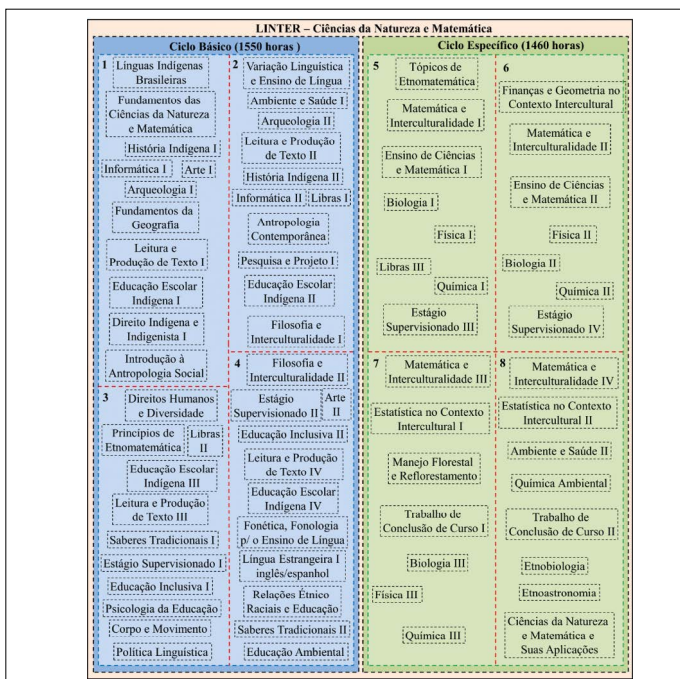 LINTER – Ciências da Natureza e Matemática
Ciclo Básico (1550 horas )
1
Línguas Indígenas
Brasileiras
Fundamentos das
Ciências da Natureza
e Matemática
História Indígena I
Informática I
Arte I
Arqueologia I
Fundamentos da
Geografia
Leitura e
Produção de Texto I
Educação Escolar
Indígena I
Direito Indígena e
Indigenista I
Introdução à
Antropologia Social
2
Variação Linguística
e Ensino de Língua
Ambiente e Saúde I
Arqueologia II
Leitura e Produção
de Texto II
História Indígena II
Informática II
Libras I
Antropologia
Contemporânea
Pesquisa e Projeto I
Educação Escolar
Indígena II
Filosofia e
Interculturalidade I
3
Direitos Humanos
e Diversidade
Princípios de
Etnomatemática
Libras
II
Educação Escolar
Indígena III
Leitura e Produção
de Texto III
Saberes Tradicionais I
Estágio Supervisionado I
Educação Inclusiva I
Psicologia da Educação
Corpo e Movimento
Política Linguística
4
Filosofia e
Interculturalidade II
Estágio
Supervisionado II
Arte
II
Educação Inclusiva II
Leitura e Produção
de Texto IV
Educação Escolar
Indígena IV
Fonética, Fonologia
p/ o Ensino de Língua
Língua Estrangeira I
inglês/espanhol
Relações Étnico
Raciais e Educação
Saberes Tradicionais II
Educação Ambiental
Ciclo Específico (1460 horas)
5
Tópicos de
Etnomatemática
Matemática e
Interculturalidade I
Ensino de Ciências
e Matemática I
Biologia I
Física I
Libras III
Química I
Estágio
Supervisionado III
6
Finanças e Geometria no
Contexto Intercultural
Matemática e
Interculturalidade II
Ensino de Ciências
e Matemática II
Física II
Biologia II
Química II
Estágio
Supervisionado IV
7
Matemática e
Interculturalidade III
Estatística no Contexto
Intercultural I
Manejo Florestal
e Reflorestamento
Trabalho de
Conclusão de Curso I
Biologia III
Física III
Química III
8
Matemática e
Interculturalidade IV
Estatística no Contexto
Intercultural II
Ambiente e Saúde II
Química Ambiental
Trabalho de
Conclusão de Curso II
Etnobiologia
Etnoastronomia
Ciências da Natureza
e Matemática e
Suas Aplicações